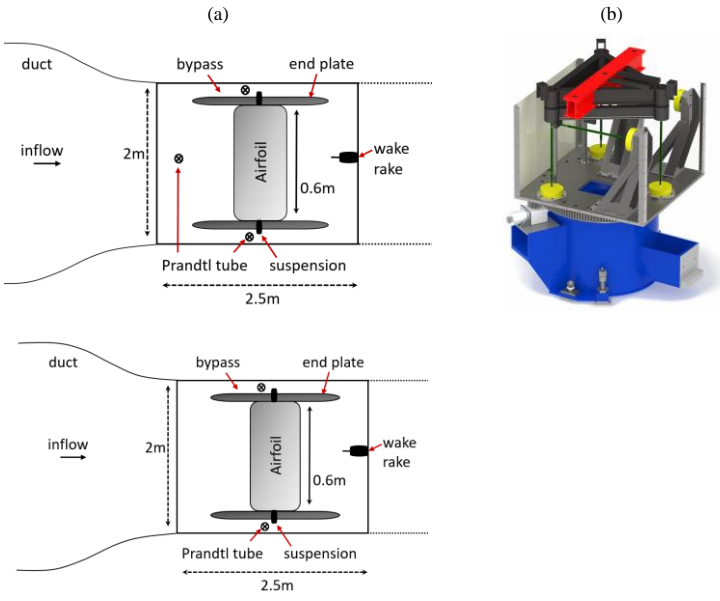 (a)
(b)
duct
bypass
end plate
inflow
2m
Airfoil
0.6m
wake
rake
Prandtl tube
suspension
2.5m
duct
bypass
end plate
inflow
2m
Airfoil
0.6m
wake
rake
Prandtl tube
suspension
2.5m